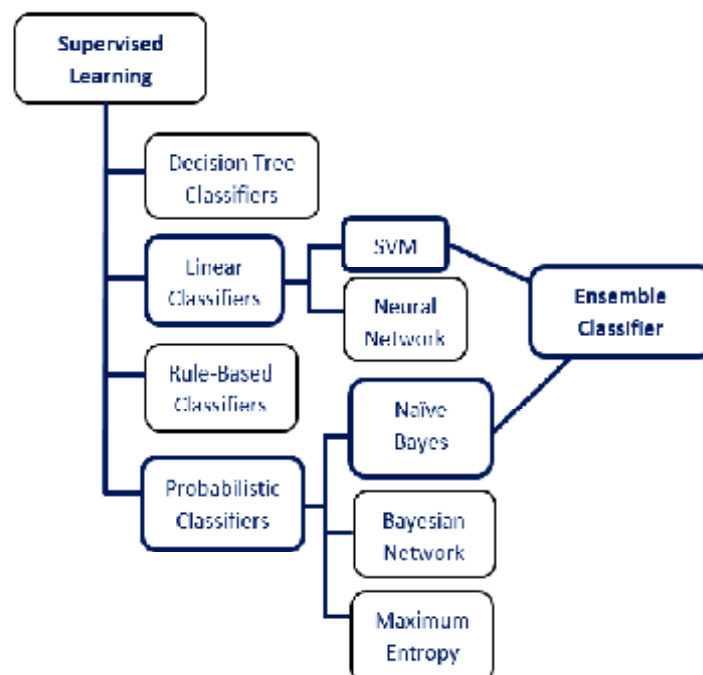 Supervised
Learning
Decision Tree
Classifiers
Linear
Classifiers
SVM
Neural
Network
Ensemble
Classifier
Rule-Based
Classifiers
Naïve
Bayes
Probabilistic
Classifiers
Bayesian
Network
Maximum
Entropy